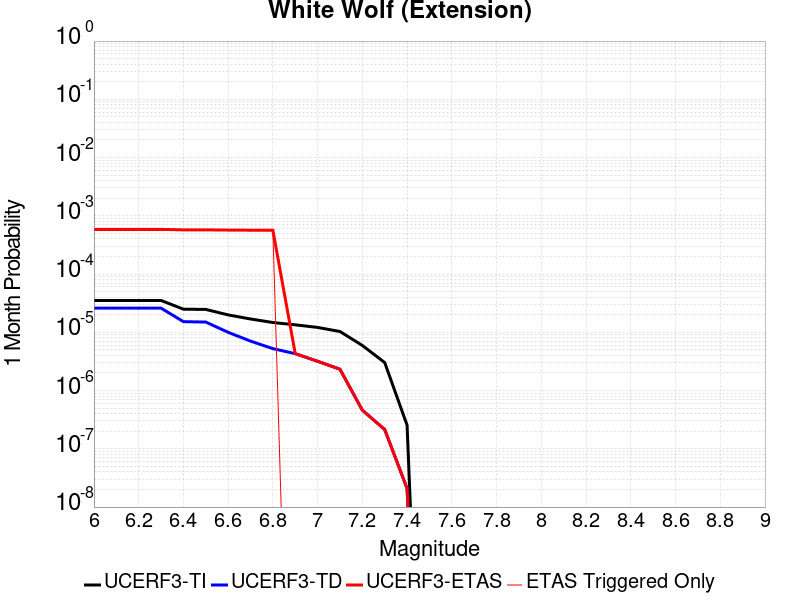 White Wolf (Extension)
1 Month Probability
10^0
10^-1
10^-2
10^-3
10^-4
10^-5
10^-6
10^-7
10^-8
6 6.2 6.4 6.6 6.8 7 7.2 7.4 7.6 7.8 8 8.2 8.4 8.6 8.8 9
Magnitude
UCERF3-TI UCERF3-TD UCERF3-ETAS ETAS Triggered Only